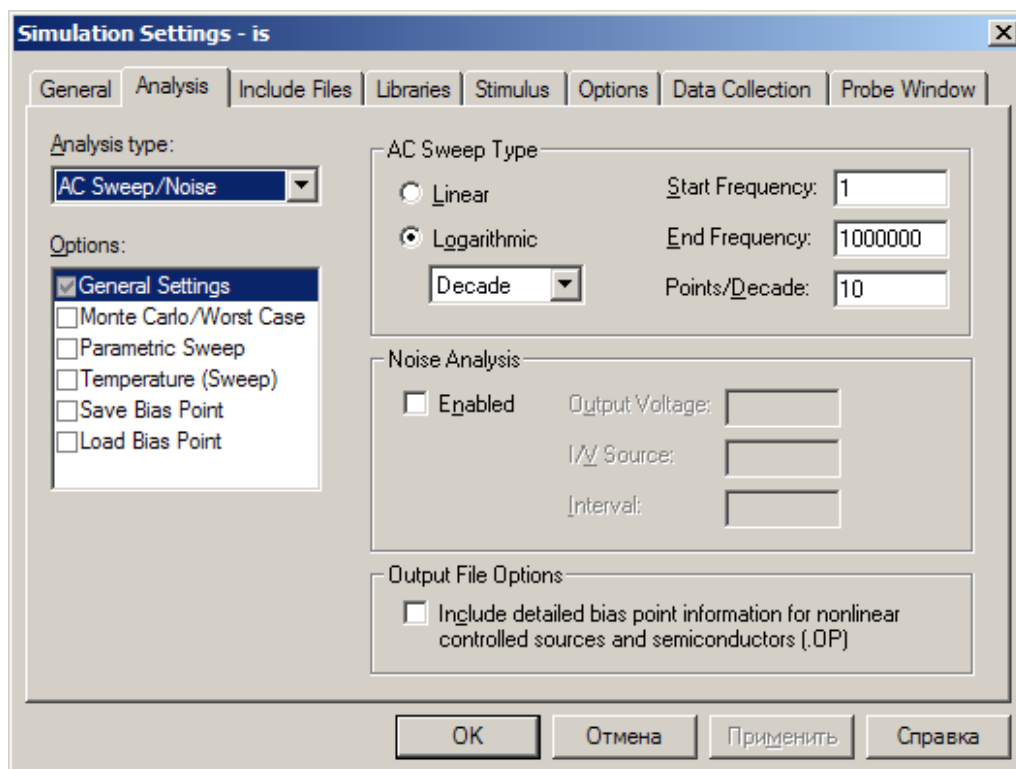 Simulation Settings - is
General Analysis Include Files Libraries Stimulus Options Data Collection Probe Window
Analysis type:
AC Sweep/Noise
Options:
General Settings
Monte Carlo/Worst Case
Parametric Sweep
Temperature (Sweep)
Save Bias Point
Load Bias Point
AC Sweep Type
Linear
Logarithmic
Decade
Start Frequency: 1
End Frequency: 1000000
Points/Decade: 10
Noise Analysis
Enabled
Output Voltage:
I/V Source:
Interval:
Output File Options
Include detailed bias point information for nonlinear
controlled sources and semiconductors (.OP)
OK Отмена Применить Справка